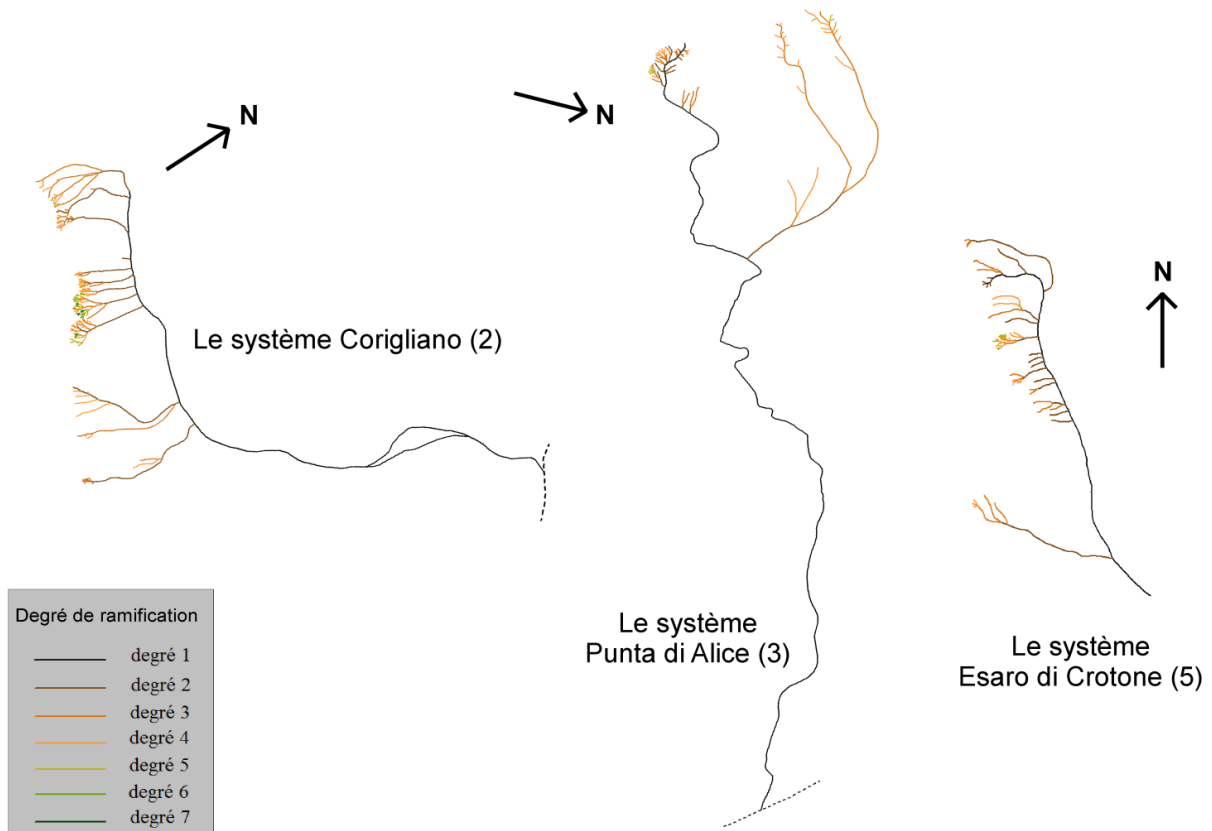 N
N
N
Le système Corigliano (2)
Le système
Punta di Alice (3)
Le système
Esaro di Crotone (5)
Degré de ramification
degré 1
degré 2
degré 3
degré 4
degré 5
degré 6
degré 7